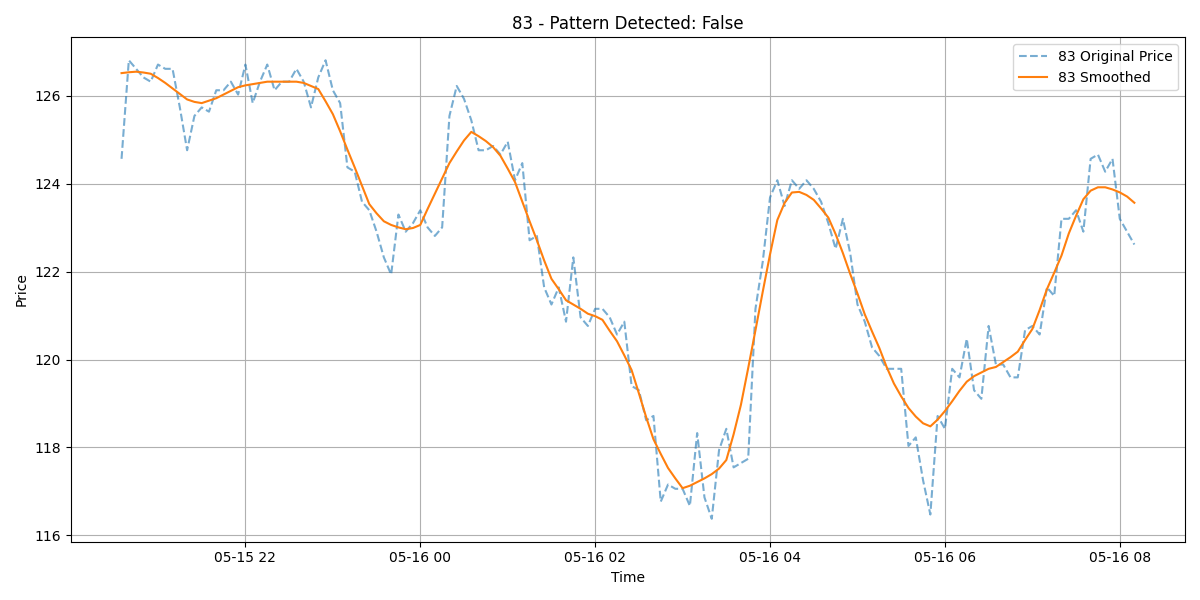 83 - Pattern Detected: False
83 Original Price
83 Smoothed
126
124
122
120
118
116
Price
05-15 22
05-16 00
05-16 02
05-16 04
05-16 06
05-16 08
Time